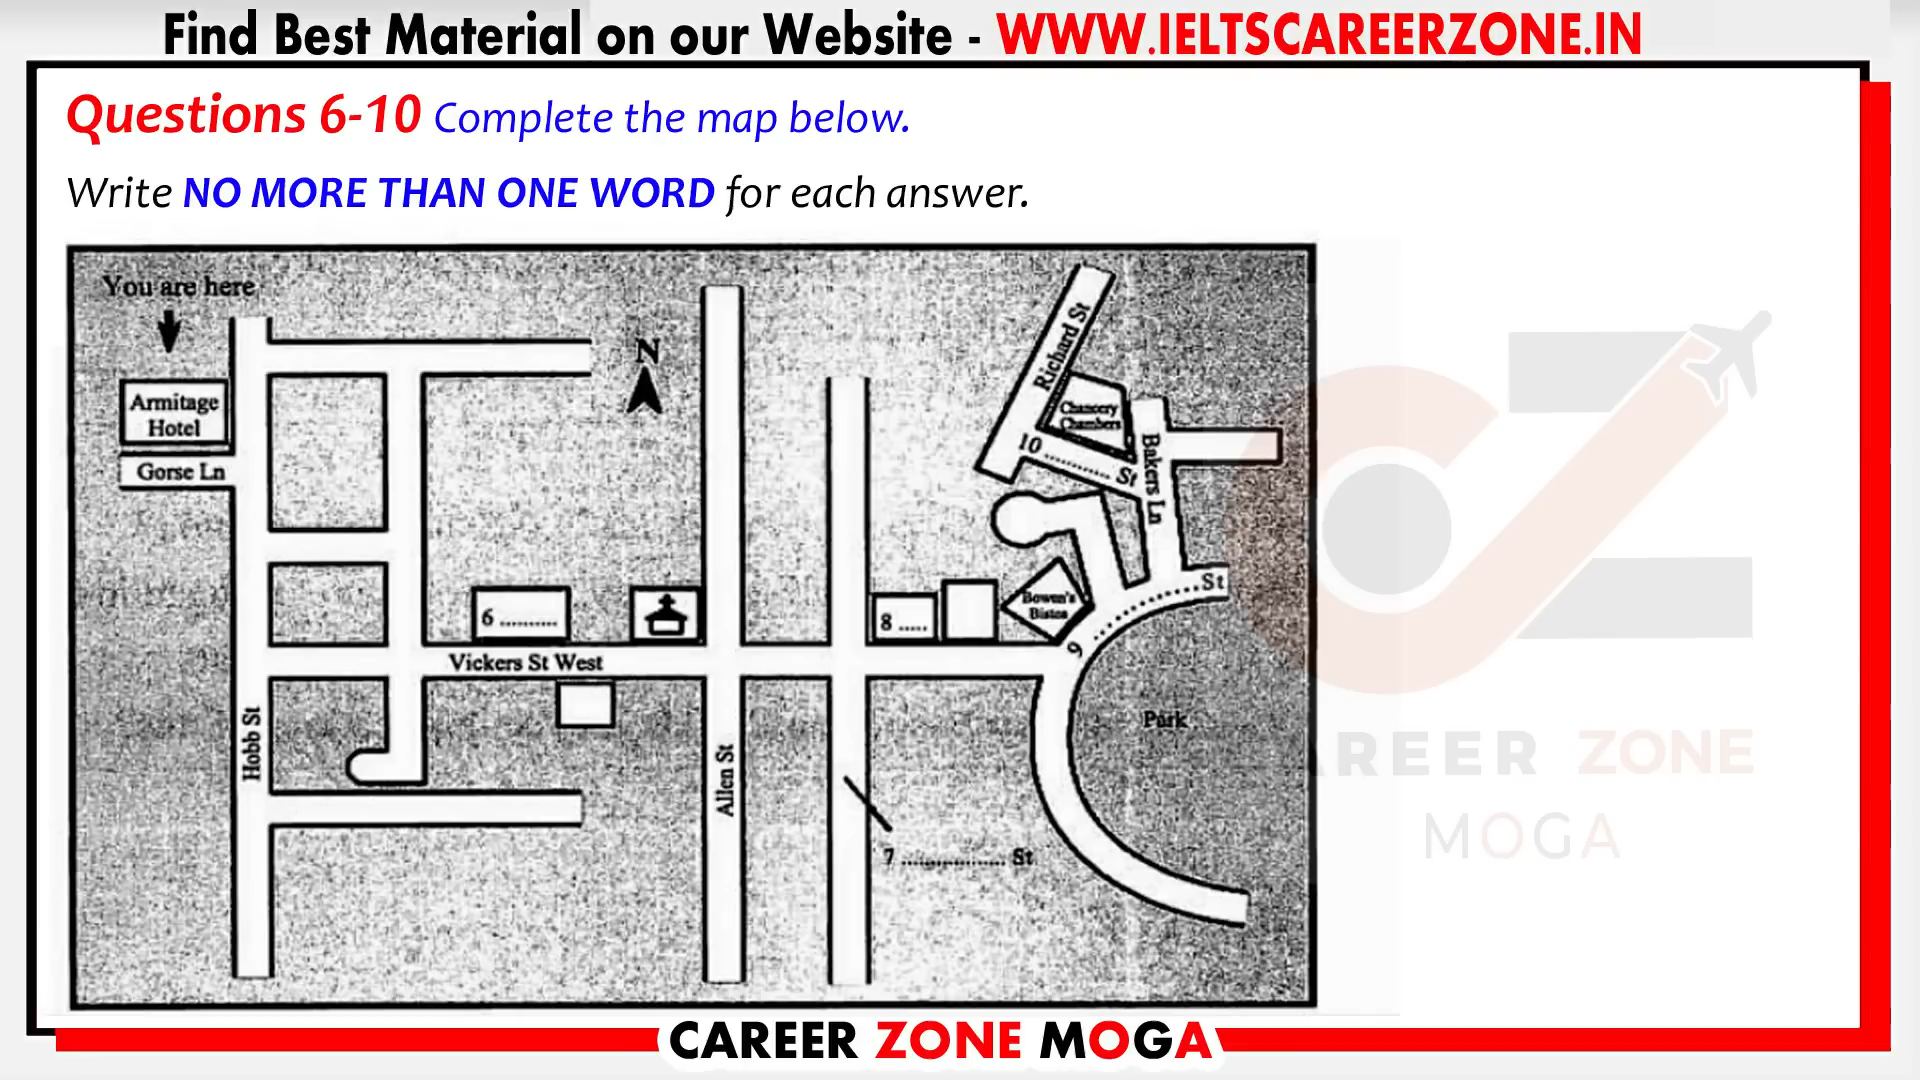 Find Best Material on our Website - WWW.IELTSCAREERZONE.IN
Questions 6-10 Complete the map below.
Write NO MORE THAN ONE WORD for each answer.
You are here
N
Armitage
Hotel
Gorse Ln
Richard St
Chancery
Chambers
10 ............ St
Bakers Ln
6 ..........
8 .....
Bowen's
Bistos
9 ................ St
Vickers St West
Hobb St
Allen St
Park
7 .................. St
CAREER ZONE
MOGA
CAREER ZONE MOGA